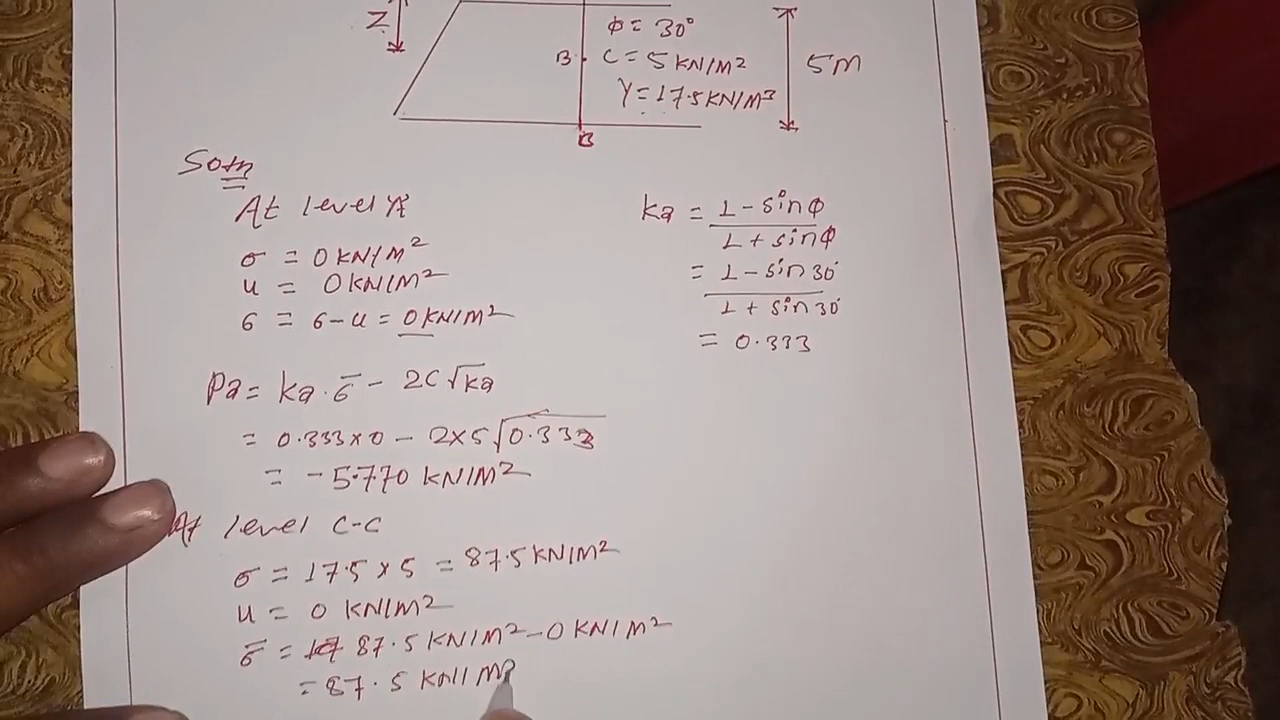 Z
Φ = 30°
B C = 5 KN/M²
5M
γ = 17.5 KN/M³
Soln
At level A
σ = 0 KN/M²
u = 0 KN/M²
σ = σ - u = 0 KN/M²
Ka = 1 - sinΦ
1 + sinΦ
= 1 - sin 30°
1 + sin 30°
= 0.333
Pa = Ka . σ̄ - 2C √Ka
= 0.333 x 0 - 2 x 5 √0.333
= - 5.770 KN/M²
At level C-C
σ = 17.5 x 5 = 87.5 KN/M²
u = 0 KN/M²
σ̄ = 87.5 KN/M² - 0 KN/M²
= 87.5 KN/M²